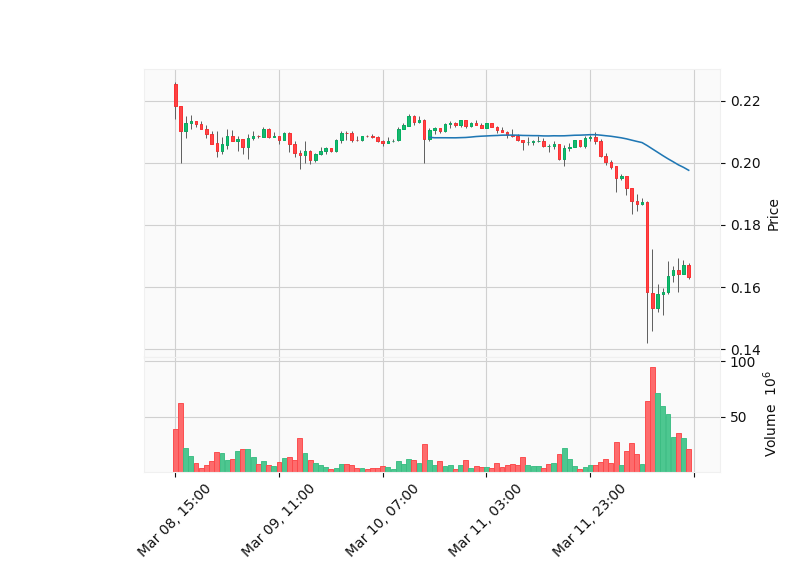 0.22
0.20
0.18
0.16
0.14
Price
100
50
Volume 10^6
Mar 08, 15:00
Mar 09, 11:00
Mar 10, 07:00
Mar 11, 03:00
Mar 11, 23:00